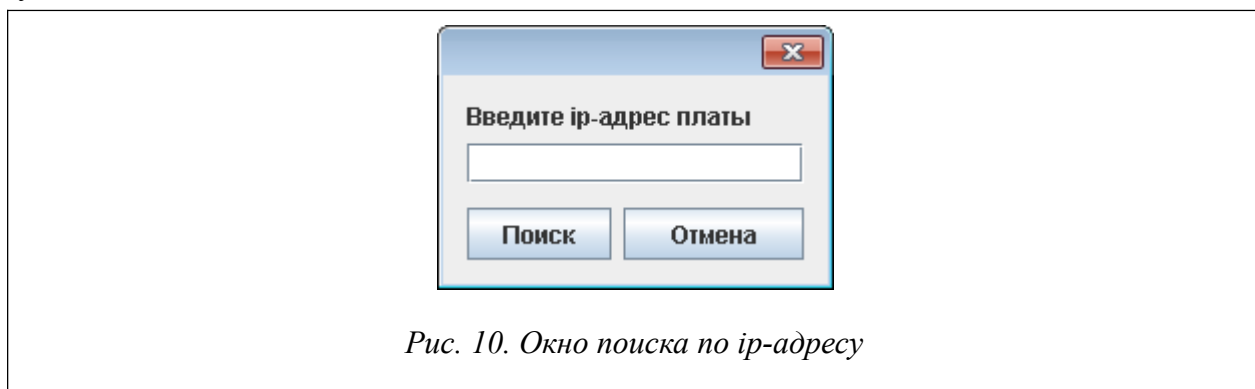 Введите ip-адрес платы
Поиск Отмена
Рис. 10. Окно поиска по ip-адресу